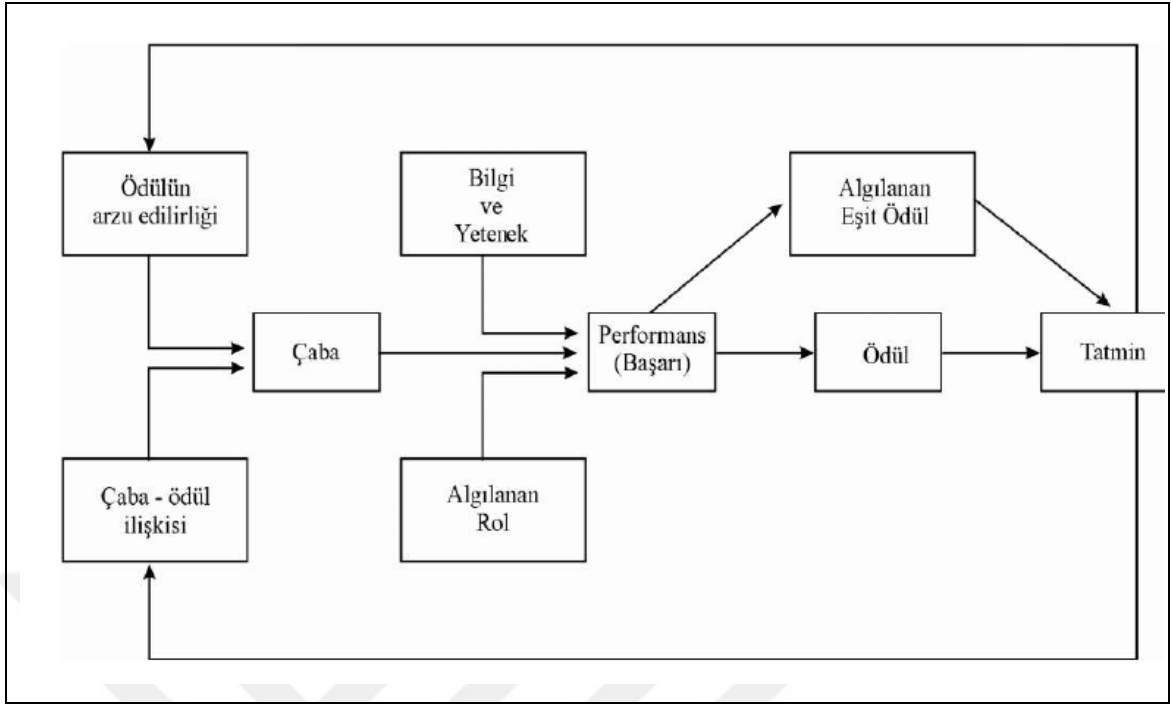 Ödülün
arzu edilirliği
Bilgi
ve
Yetenek
Algılanan
Eşit Ödül
Çaba
Performans
(Başarı)
Ödül
Tatmin
Çaba - ödül
ilişkisi
Algılanan
Rol